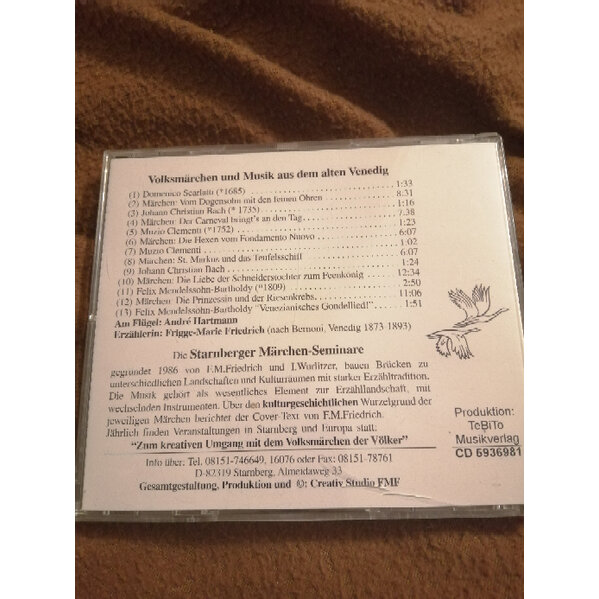 Volksmärchen und Musik aus dem alten Venedig
(1) Domenico Scarlatti (*1685) 1:33
(2) Märchen: Vom Dogensohn mit den feinen Ohren 8:31
(3) Johann Christian Bach (* 1735) 1:16
(4) Märchen: Der Carneval bringt's an den Tag 7:38
(5) Muzio Clementi (*1752) 1:23
(6) Märchen: Die Hexen vom Fondamento Nuovo 6:07
(7) Muzio Clementi 1:02
(8) Märchen: St. Markus und das Teufelsschiff 6:07
(9) Johann Christian Bach 1:24
(10) Märchen: Die Liebe der Schneiderstochter zum Feenkönig 12:34
(11) Felix Mendelssohn-Bartholdy (*1809) 2:50
(12) Märchen: Die Prinzessin und der Riesenkrebs 11:06
(13) Felix Mendelssohn-Bartholdy "Venezianisches Gondellied!" 1:51
Am Flügel: André Hartmann
Erzählerin: Frigge-Marie Friedrich (nach Bernoni, Venedig 1873-1893)
Die Starnberger Märchen-Seminare
gegründet 1986 von F.M.Friedrich und I.Wurlitzer, bauen Brücken zu
unterschiedlichen Landschaften und Kulturräumen mit starker Erzähltradition.
Die Musik gehört als wesentliches Element zur Erzähllandschaft, mit
wechselnden Instrumenten. Über den kulturgeschichtlichen Wurzelgrund der
jeweiligen Märchen berichtet der Cover-Text von F.M.Friedrich.
Jährlich finden Veranstaltungen in Starnberg und Europa statt:
"Zum kreativen Umgang mit dem Volksmärchen der Völker"
Info über: Tel. 08151-746649, 16076 oder Fax: 08151-78761
D-82319 Starnberg, Almeidaweg 33
Gesamtgestaltung, Produktion und ©: Creativ Studio FMF
Produktion:
TeBiTo
Musikverlag
CD 5936981